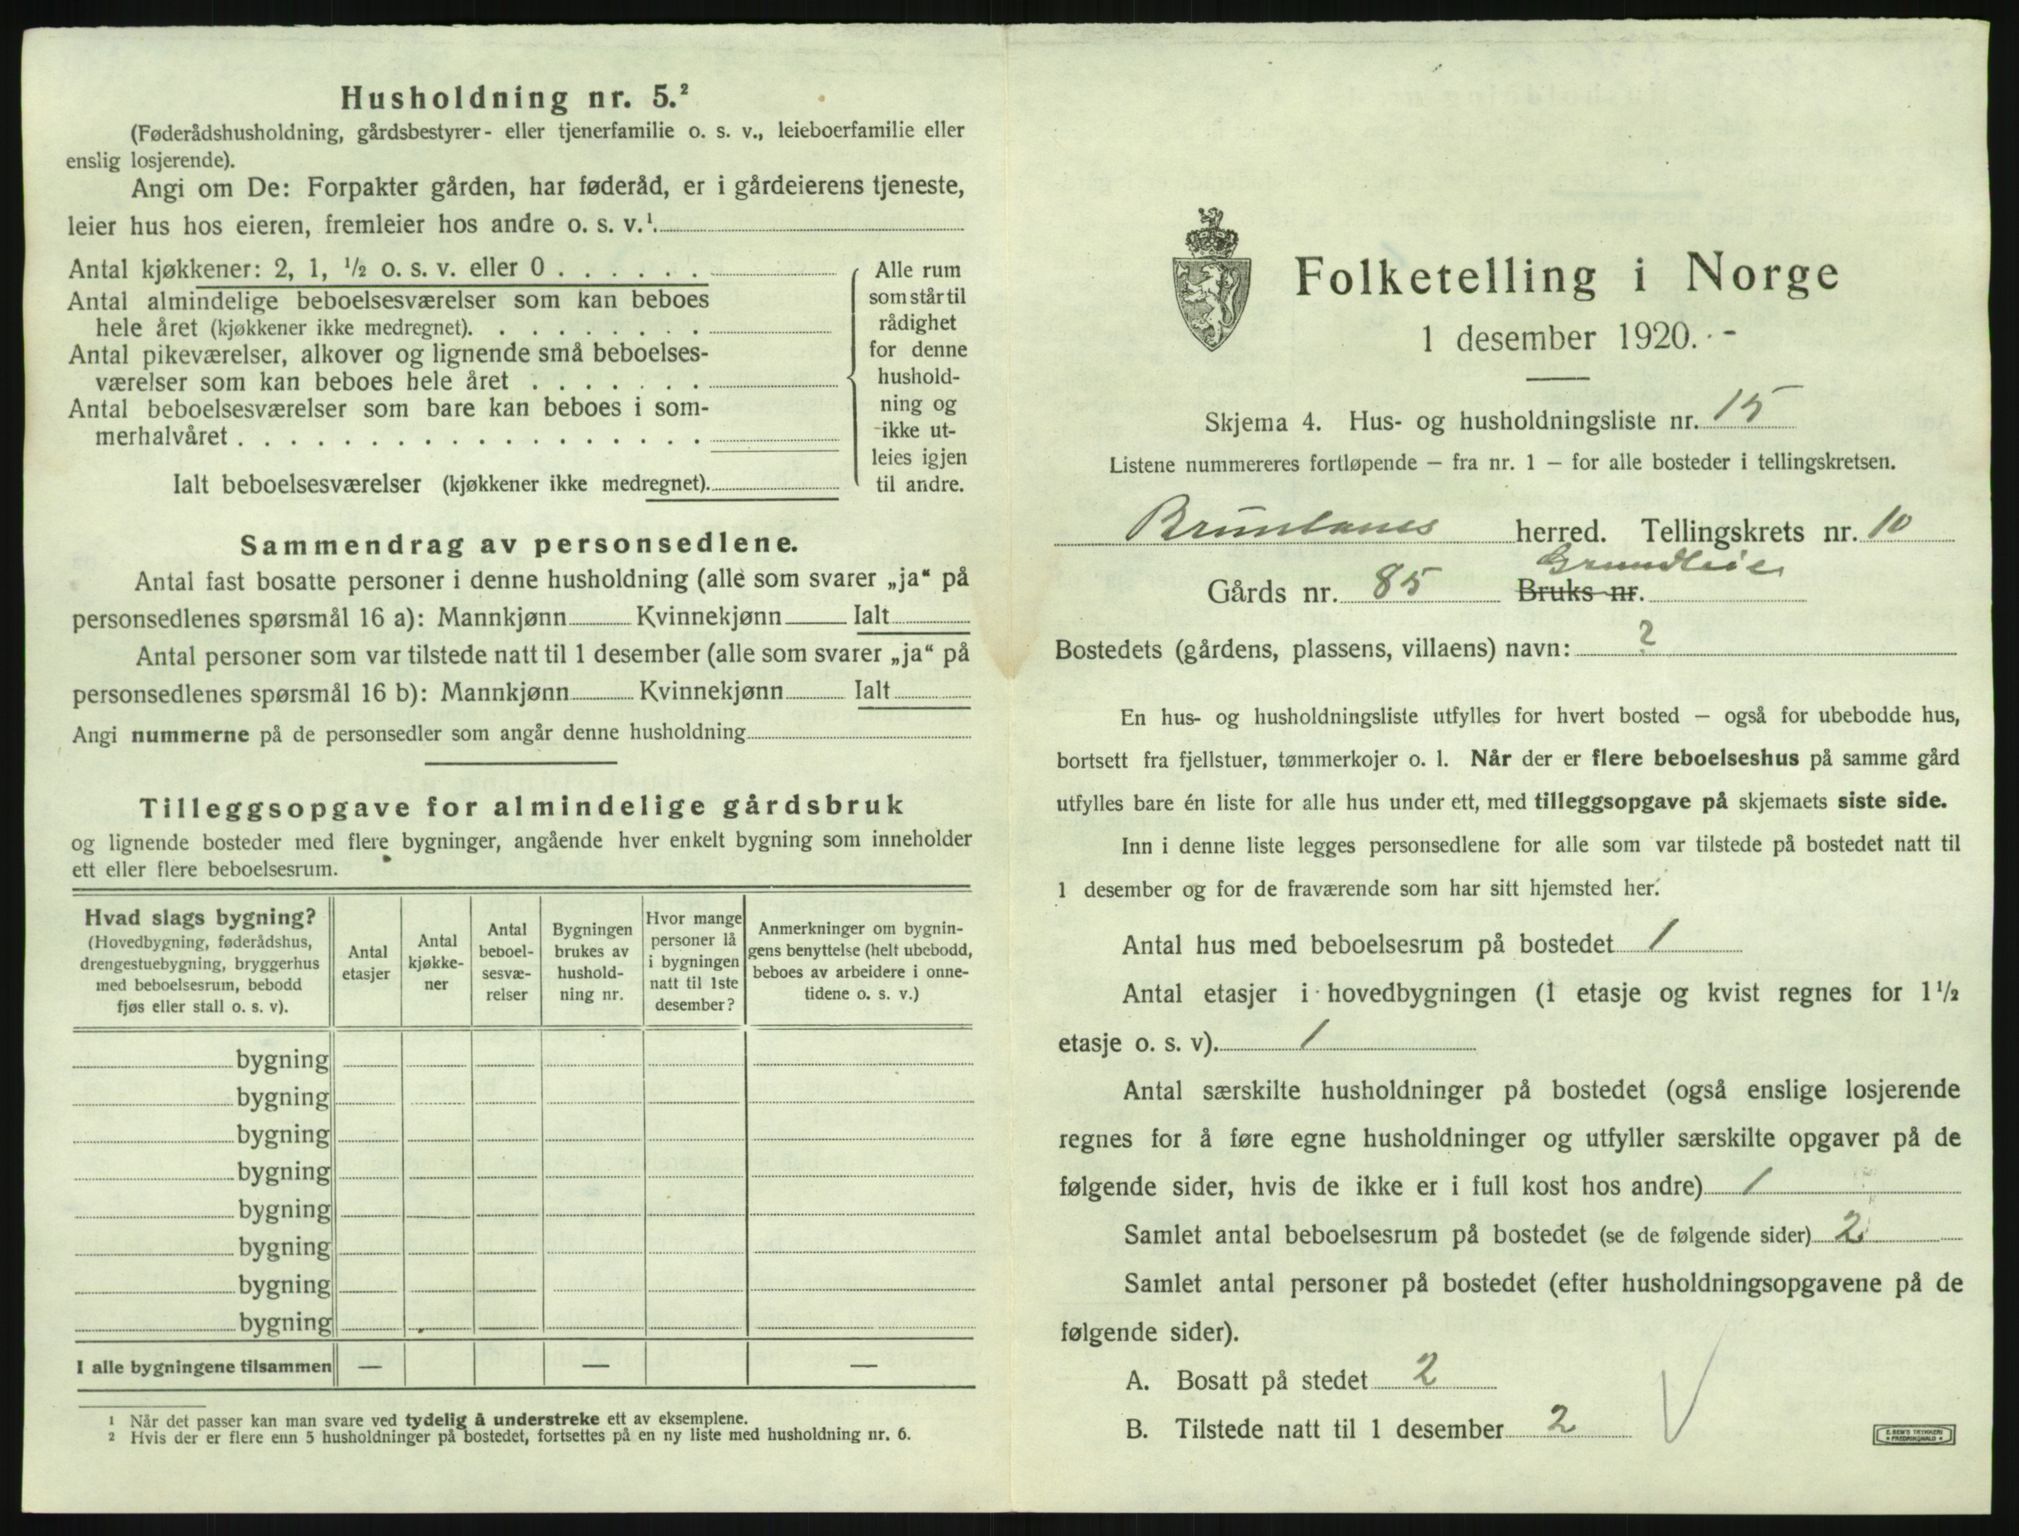 Husholdning nr. 5.²
(Føderådshusholdning, gårdsbestyrer- eller tjenerfamilie o. s. v., leieboerfamilie eller
enslig losjerende).
Angi om De: Forpakter gården, har føderåd, er i gårdeierens tjeneste,
leier hus hos eieren, fremleier hos andre o. s. v.¹
Antal kjøkkener: 2, 1, ½ o. s. v. eller 0 . . . . . .
Antal almindelige beboelsesværelser som kan beboes
hele året (kjøkkener ikke medregnet). . . . . . . . .
Antal pikeværelser, alkover og lignende små beboelses-
værelser som kan beboes hele året . . . . . . .
Antal beboelsesværelser som bare kan beboes i som-
merhalvåret . . . . . . . . . . . . . . . . . .
Ialt beboelsesværelser (kjøkkener ikke medregnet).
Alle rum
som står til
rådighet
for denne
hushold-
ning og
ikke ut-
leies igjen
til andre.
Sammendrag av personsedlene.
Antal fast bosatte personer i denne husholdning (alle som svarer „ja“ på
personsedlenes spørsmål 16 a): Mannkjønn Kvinnekjønn Ialt
Antal personer som var tilstede natt til 1 desember (alle som svarer „ja“ på
personsedlenes spørsmål 16 b): Mannkjønn Kvinnekjønn Ialt
Angi nummerne på de personsedler som angår denne husholdning
Tilleggsopgave for almindelige gårdsbruk
og lignende bosteder med flere bygninger, angående hver enkelt bygning som inneholder
ett eller flere beboelsesrum.
Hvad slags bygning?
(Hovedbygning, føderådshus,
drengestuebygning, bryggerhus
med beboelsesrum, bebodd
fjøs eller stall o. s. v).
Antal
etasjer
Antal
kjøkke-
ner
Antal
beboel-
sesvæ-
relser
Bygningen
brukes av
hushold-
ning nr.
Hvor mange
personer lå
i bygningen
natt til 1ste
desember?
Anmerkninger om bygnin-
gens benyttelse (helt ubebodd,
beboes av arbeidere i onne-
tidene o. s. v.)
bygning
bygning
bygning
bygning
bygning
bygning
bygning
bygning
I alle bygningene tilsammen — — —
¹ Når det passer kan man svare ved tydelig å understreke ett av eksemplene.
² Hvis der er flere enn 5 husholdninger på bostedet, fortsettes på en ny liste med husholdning nr. 6.
Folketelling i Norge
1 desember 1920.
Skjema 4. Hus- og husholdningsliste nr. 15
Listene nummereres fortløpende — fra nr. 1 — for alle bosteder i tellingskretsen.
Brunlanes herred. Tellingskrets nr. 10
Grundleie
Gårds nr. 85 Bruks nr.
Bostedets (gårdens, plassens, villaens) navn: ?
En hus- og husholdningsliste utfylles for hvert bosted — også for ubebodde hus,
bortsett fra fjellstuer, tømmerkojer o. l. Når der er flere beboelseshus på samme gård
utfylles bare én liste for alle hus under ett, med tilleggsopgave på skjemaets siste side.
Inn i denne liste legges personsedlene for alle som var tilstede på bostedet natt til
1 desember og for de fraværende som har sitt hjemsted her.
Antal hus med beboelsesrum på bostedet 1
Antal etasjer i hovedbygningen (1 etasje og kvist regnes for 1½
etasje o. s. v). 1
Antal særskilte husholdninger på bostedet (også enslige losjerende
regnes for å føre egne husholdninger og utfyller særskilte opgaver på de
følgende sider, hvis de ikke er i full kost hos andre) 1
Samlet antal beboelsesrum på bostedet (se de følgende sider) 2
Samlet antal personer på bostedet (efter husholdningsopgavene på de
følgende sider).
A. Bosatt på stedet 2
B. Tilstede natt til 1 desember 2
E. SEM'S TRYKKERI
FREDRIKSHALD